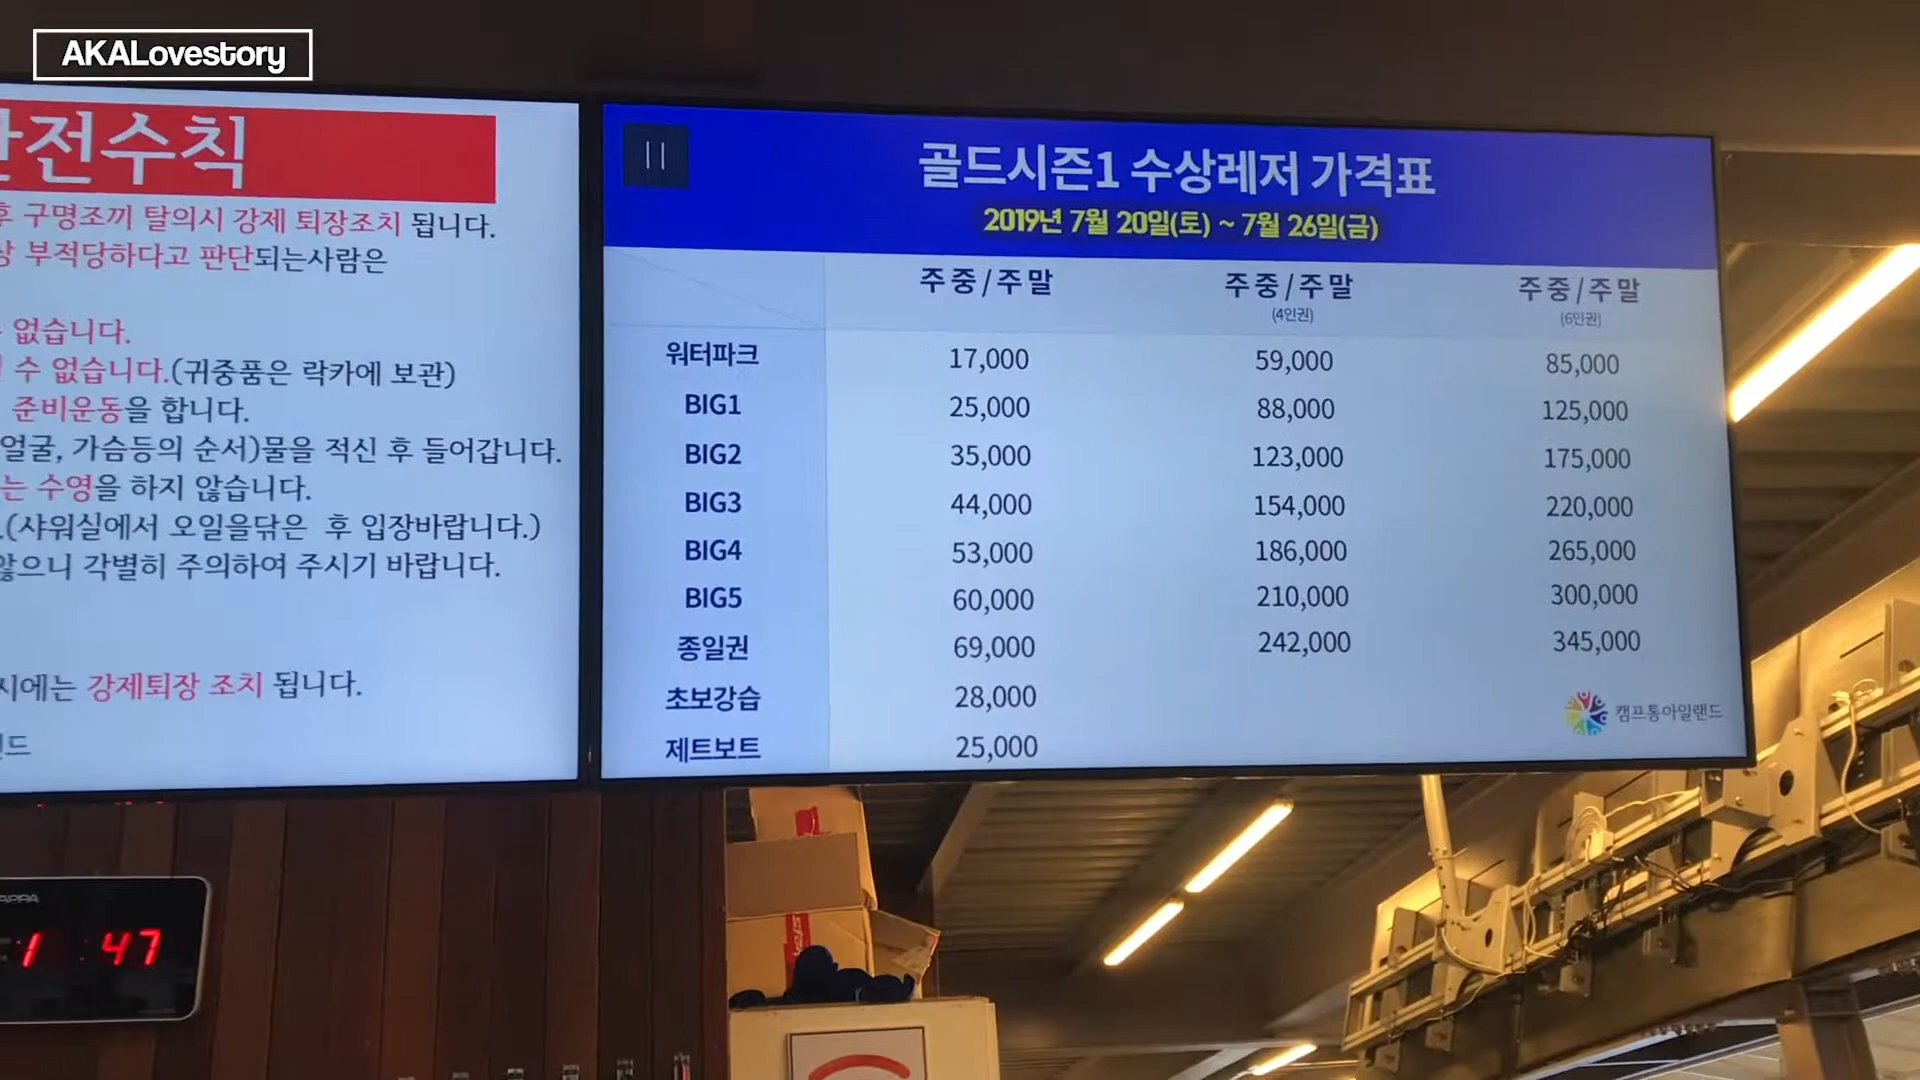 AKALovestory
전수칙
구명조끼 탈의시 강제 퇴장조치 됩니다.
부적당하다고 판단되는사람은
없습니다.
수 없습니다.(귀중품은 락카에 보관)
준비운동을 합니다.
얼굴, 가슴등의 순서)물을 적신 후 들어갑니다.
는 수영을 하지 않습니다.
.(샤워실에서 오일을닦은 후 입장바랍니다.)
않으니 각별히 주의하여 주시기 바랍니다.
시에는 강제퇴장 조치 됩니다.
드
골드시즌1 수상레저 가격표
2019년 7월 20일(토) ~ 7월 26일(금)
주중/주말 주중/주말 주중/주말
(4인권) (6인권)
워터파크 17,000 59,000 85,000
BIG1 25,000 88,000 125,000
BIG2 35,000 123,000 175,000
BIG3 44,000 154,000 220,000
BIG4 53,000 186,000 265,000
BIG5 60,000 210,000 300,000
종일권 69,000 242,000 345,000
초보강습 28,000
제트보트 25,000
캠프통아일랜드
1 47